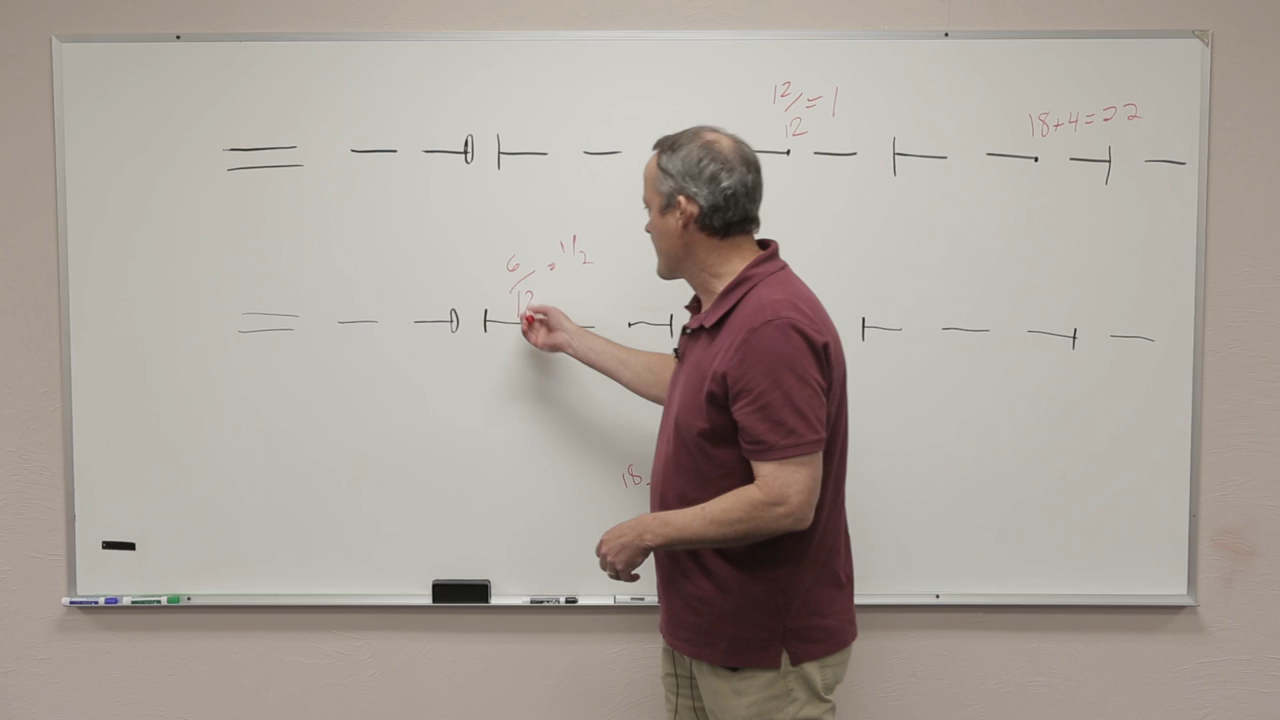 12/12 = 1
18+4=22
6/12 = 1/2
18-